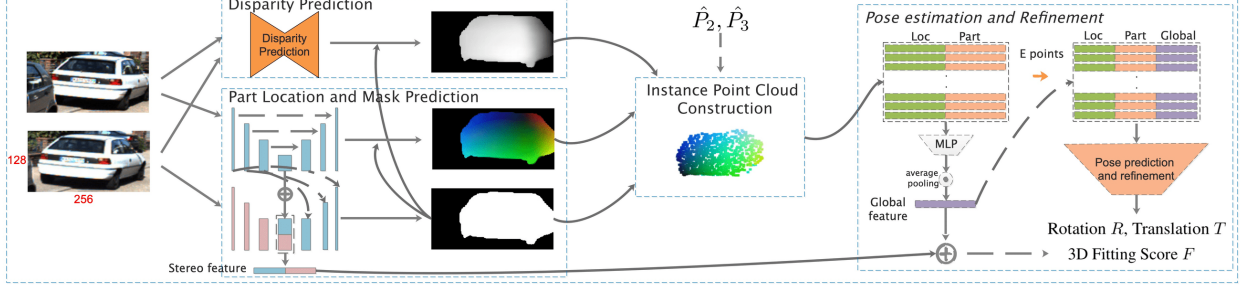 Disparity Prediction
Disparity
Prediction
128
256
Part Location and Mask Prediction
Stereo feature
P̂₂, P̂₃
Instance Point Cloud
Construction
Pose estimation and Refinement
Loc Part
E points
Loc Part Global
MLP
average
pooling
Global
feature
Pose prediction
and refinement
Rotation R, Translation T
3D Fitting Score F